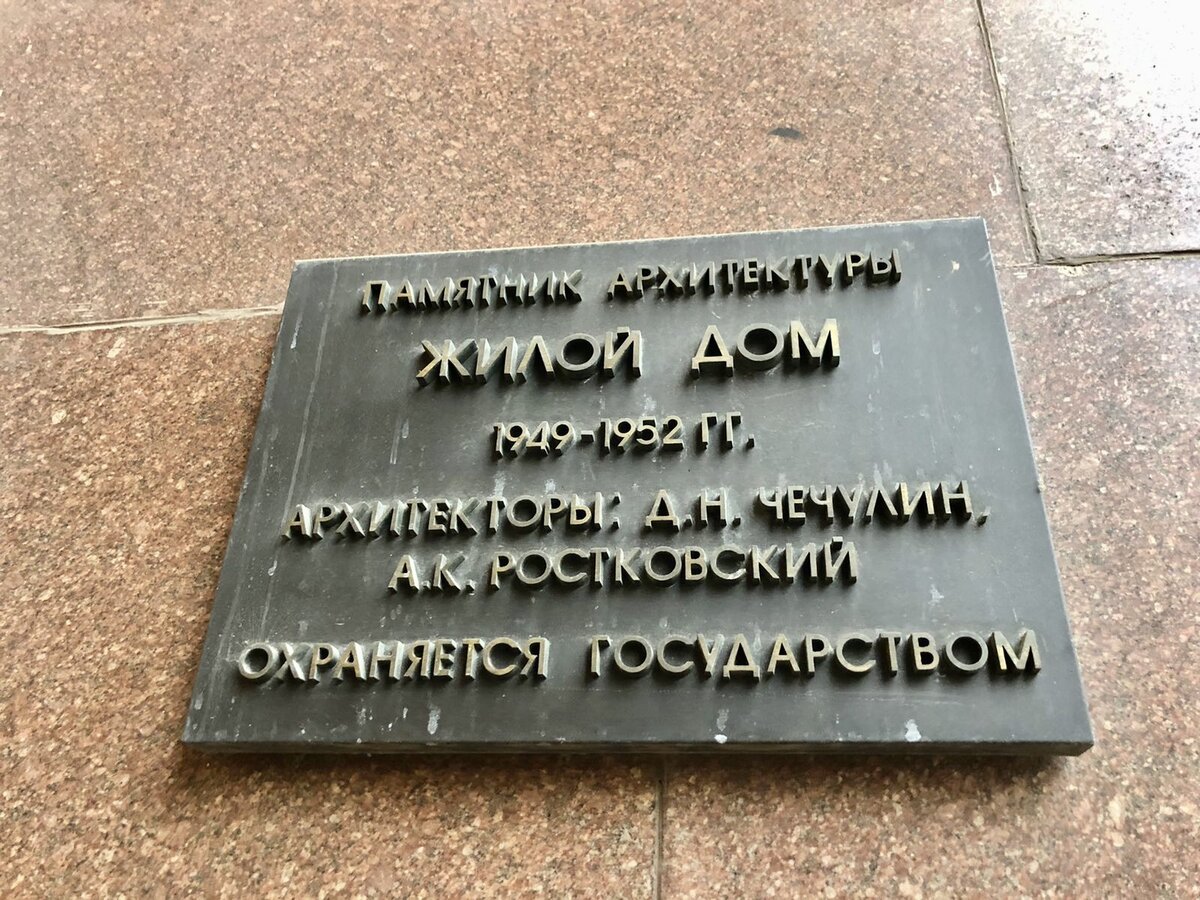 ПАМЯТНИК АРХИТЕКТУРЫ
ЖИЛОЙ ДОМ
1949-1952 ГГ.
АРХИТЕКТОРЫ: Д.Н. ЧЕЧУЛИН,
А.К. РОСТКОВСКИЙ
ОХРАНЯЕТСЯ ГОСУДАРСТВОМ